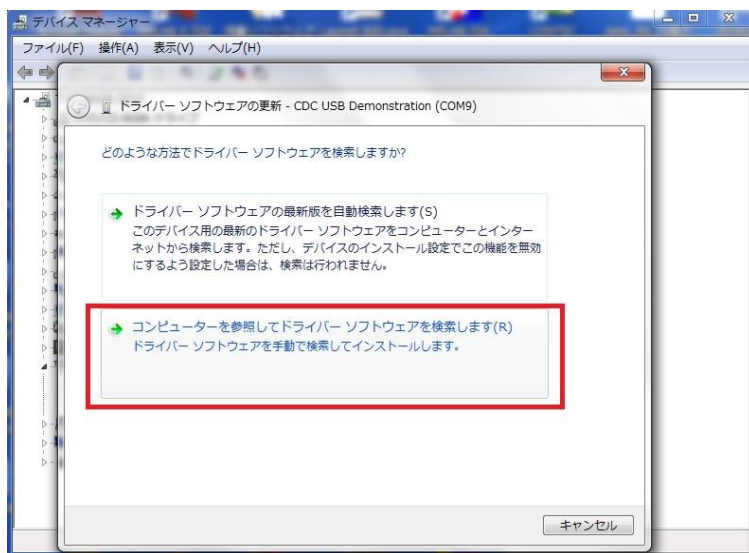 デバイス マネージャー
ファイル(F) 操作(A) 表示(V) ヘルプ(H)
ドライバー ソフトウェアの更新 - CDC USB Demonstration (COM9)
どのような方法でドライバー ソフトウェアを検索しますか?
ドライバー ソフトウェアの最新版を自動検索します(S)
このデバイス用の最新のドライバー ソフトウェアをコンピューターとインター
ネットから検索します。ただし、デバイスのインストール設定でこの機能を無効
にするよう設定した場合は、検索は行われません。
コンピューターを参照してドライバー ソフトウェアを検索します(R)
ドライバー ソフトウェアを手動で検索してインストールします。
キャンセル